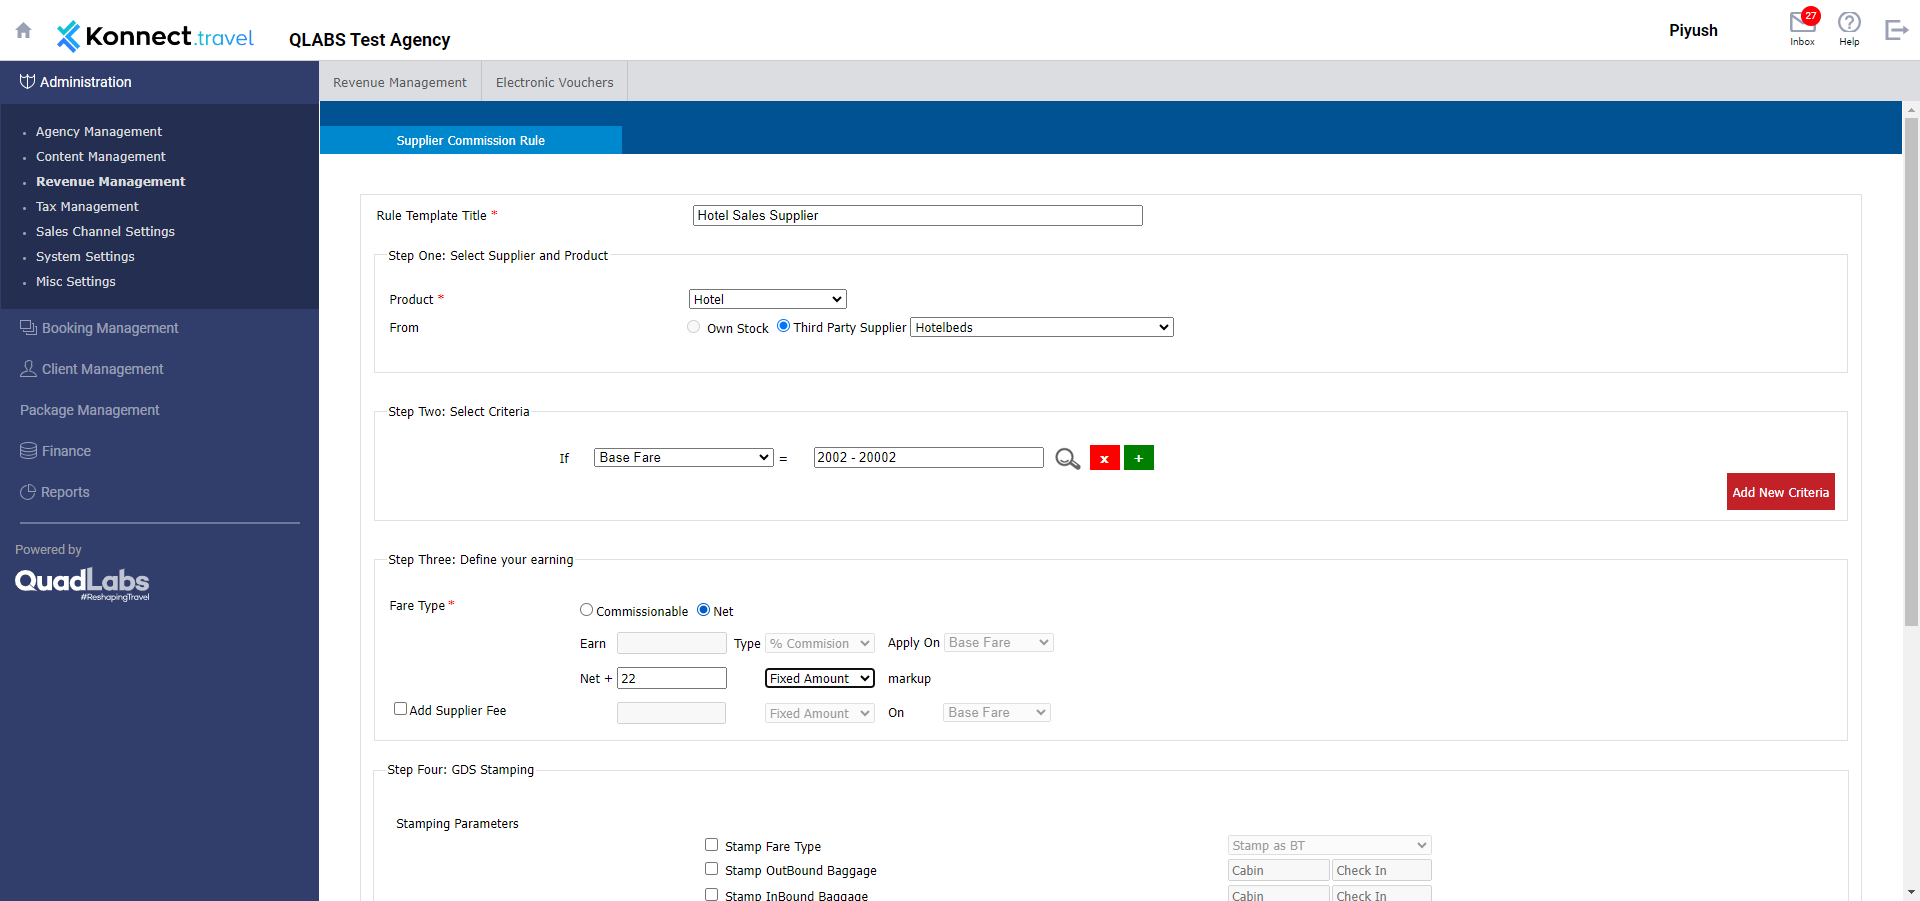 Konnect.travel
QLABS Test Agency
Piyush
27
Inbox
Help
Administration
Agency Management
Content Management
Revenue Management
Tax Management
Sales Channel Settings
System Settings
Misc Settings
Booking Management
Client Management
Package Management
Finance
Reports
Powered by
QuadLabs
#ReshapingTravel
Revenue Management
Electronic Vouchers
Supplier Commission Rule
Rule Template Title *
Hotel Sales Supplier
Step One: Select Supplier and Product
Product *
Hotel
From
Own Stock
Third Party Supplier
Hotelbeds
Step Two: Select Criteria
If
Base Fare
=
2002 - 20002
x
+
Add New Criteria
Step Three: Define your earning
Fare Type *
Commissionable
Net
Earn
Type
% Commision
Apply On
Base Fare
Net +
22
Fixed Amount
markup
Add Supplier Fee
Fixed Amount
On
Base Fare
Step Four: GDS Stamping
Stamping Parameters
Stamp Fare Type
Stamp as BT
Stamp OutBound Baggage
Cabin
Check In
Stamp InBound Baggage
Cabin
Check In